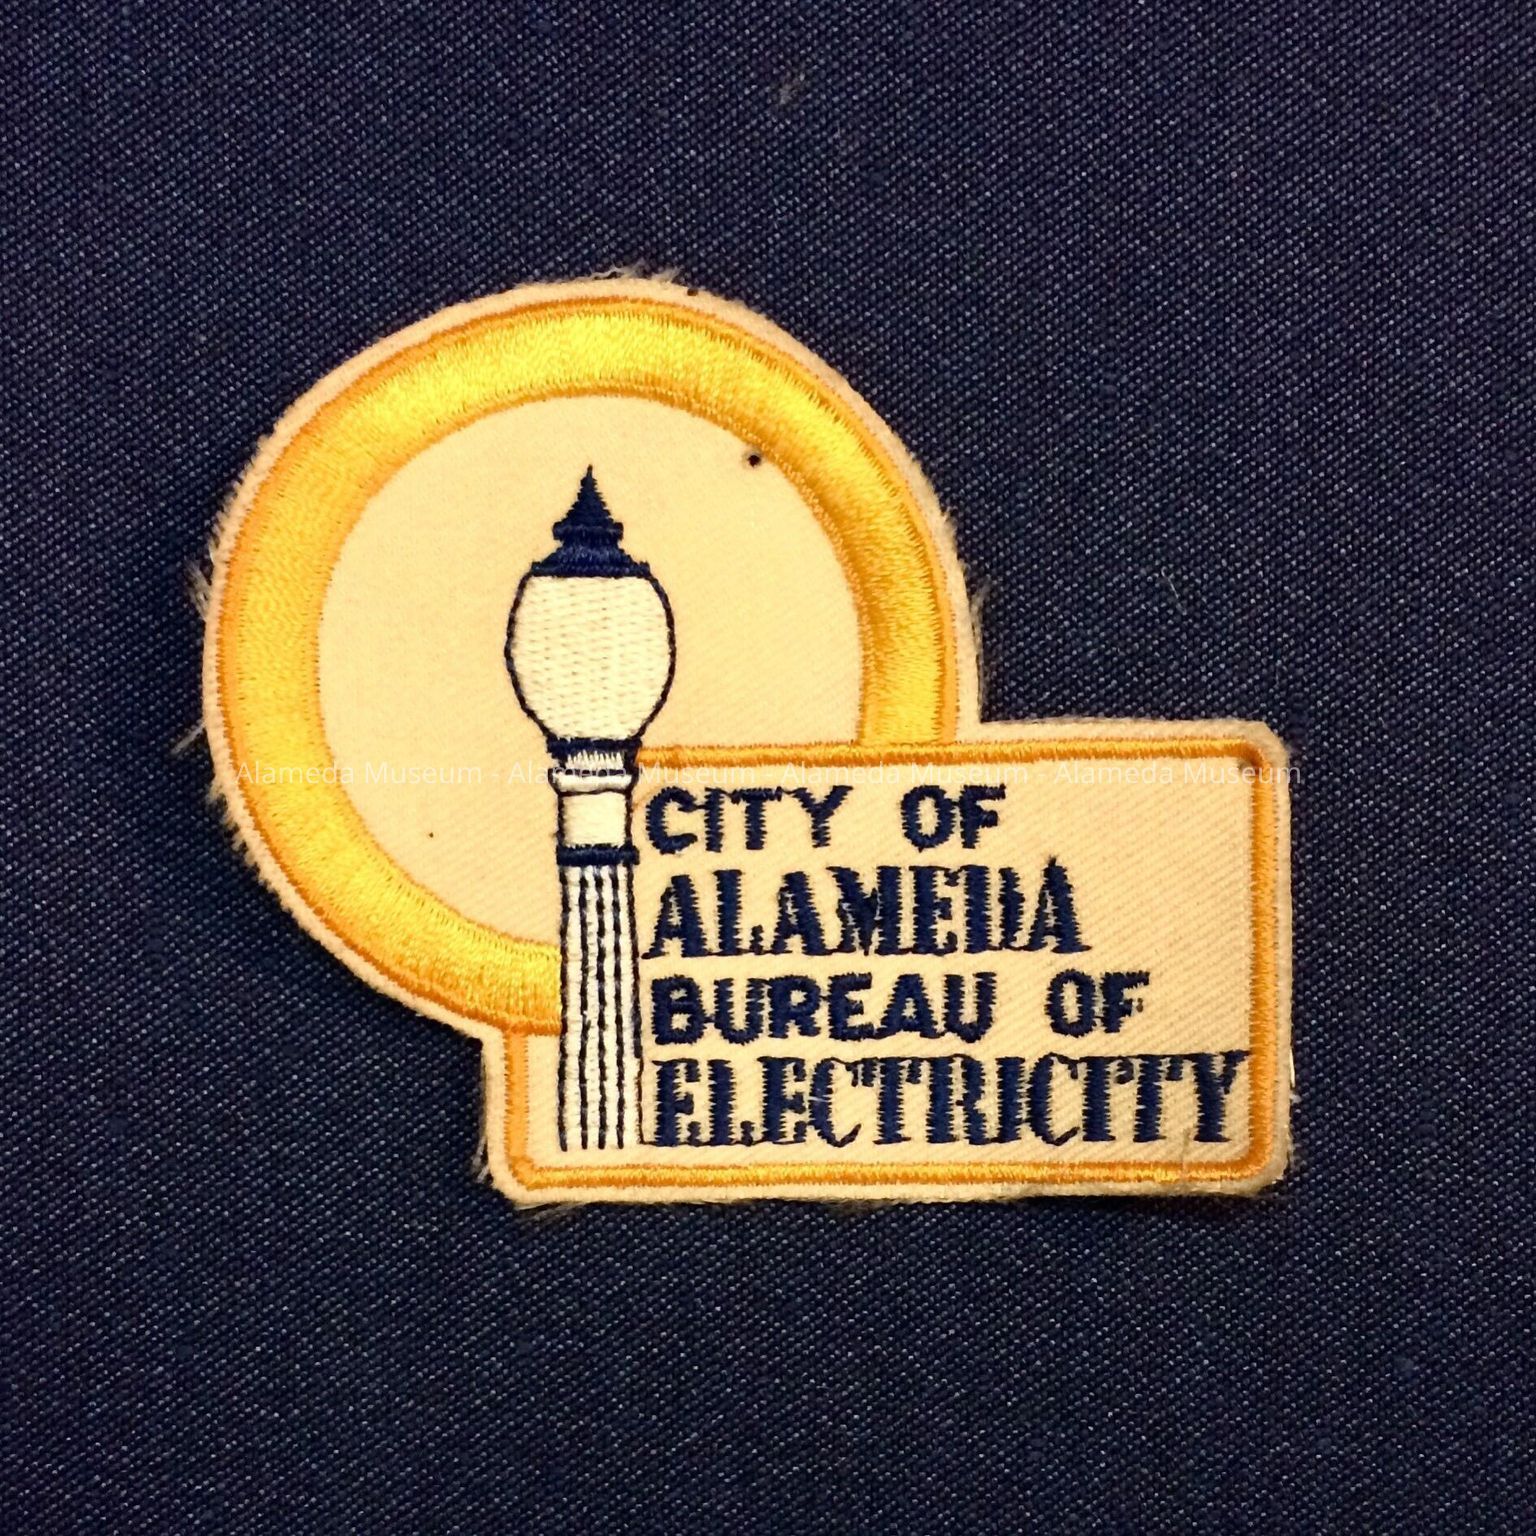 Alameda Museum - Alameda Museum - Alameda Museum - Alameda Museum
CITY OF
ALAMEDA
BUREAU OF
ELECTRICITY